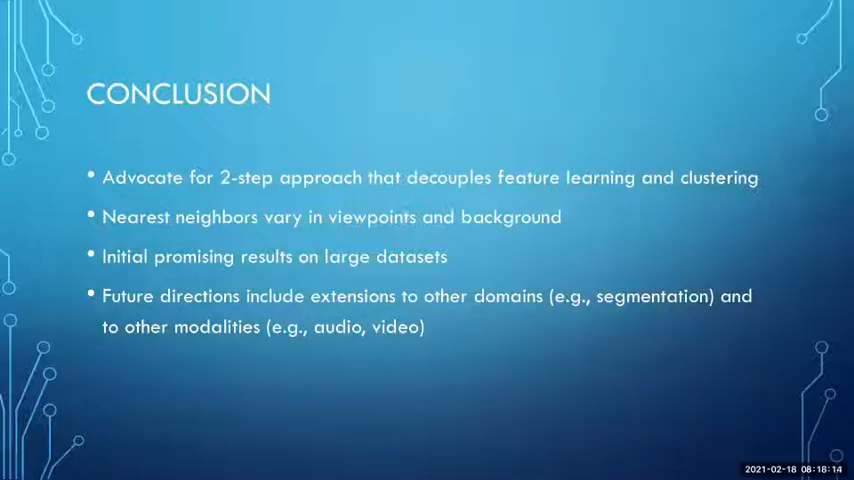 CONCLUSION
• Advocate for 2-step approach that decouples feature learning and clustering
• Nearest neighbors vary in viewpoints and background
• Initial promising results on large datasets
• Future directions include extensions to other domains (e.g., segmentation) and
to other modalities (e.g., audio, video)
2021-02-18 08:18:14